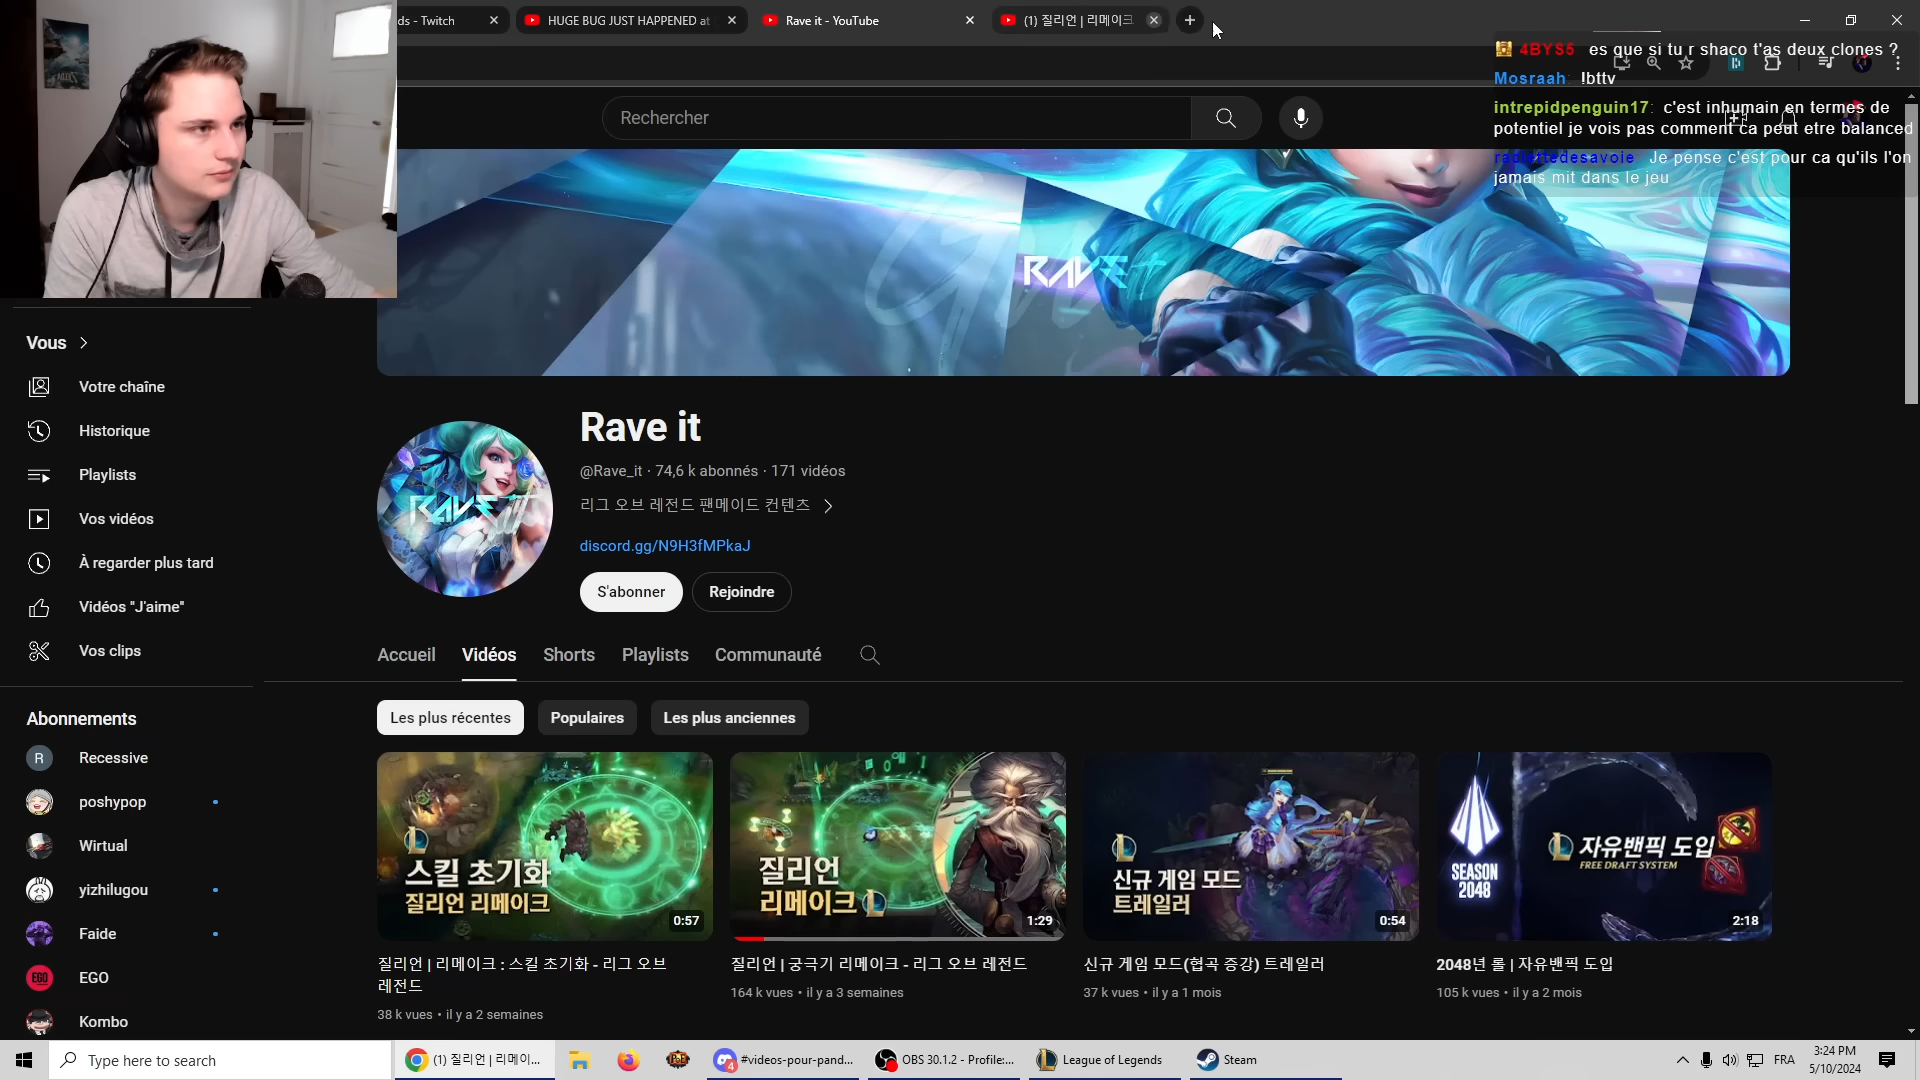 ds - Twitch
HUGE BUG JUST HAPPENED at
Rave it - YouTube
(1) 질리언 | 리메이크
4BYS5 es que si tu r shaco t'as deux clones ?
Mosraah: !bttv
intrepidpenguin17: c'est inhumain en termes de
potentiel je vois pas comment ca peut etre balanced
raclettedesavoie: Je pense c'est pour ca qu'ils l'on
jamais mit dans le jeu
Rechercher
RAVE it
Vous
Votre chaîne
Historique
Playlists
Vos vidéos
À regarder plus tard
Vidéos "J'aime"
Vos clips
Abonnements
R
Recessive
poshypop
Wirtual
yizhilugou
Faide
EGO
EGO
Kombo
RAVE it
Rave it
@Rave_it · 74,6 k abonnés · 171 vidéos
리그 오브 레전드 팬메이드 컨텐츠
discord.gg/N9H3fMPkaJ
S'abonner
Rejoindre
Accueil
Vidéos
Shorts
Playlists
Communauté
Les plus récentes
Populaires
Les plus anciennes
스킬 초기화
질리언 리메이크
0:57
질리언 | 리메이크 : 스킬 초기화 - 리그 오브
레전드
38 k vues • il y a 2 semaines
질리언
리메이크
1:29
질리언 | 궁극기 리메이크 - 리그 오브 레전드
164 k vues • il y a 3 semaines
신규 게임 모드
트레일러
0:54
신규 게임 모드(협곡 증강) 트레일러
37 k vues • il y a 1 mois
SEASON
2048
자유밴픽 도입
FREE DRAFT SYSTEM
2:18
2048년 롤 | 자유밴픽 도입
105 k vues • il y a 2 mois
Type here to search
(1) 질리언 | 리메이...
4
#videos-pour-pand...
OBS 30.1.2 - Profile:...
League of Legends
Steam
FRA
3:24 PM
5/10/2024